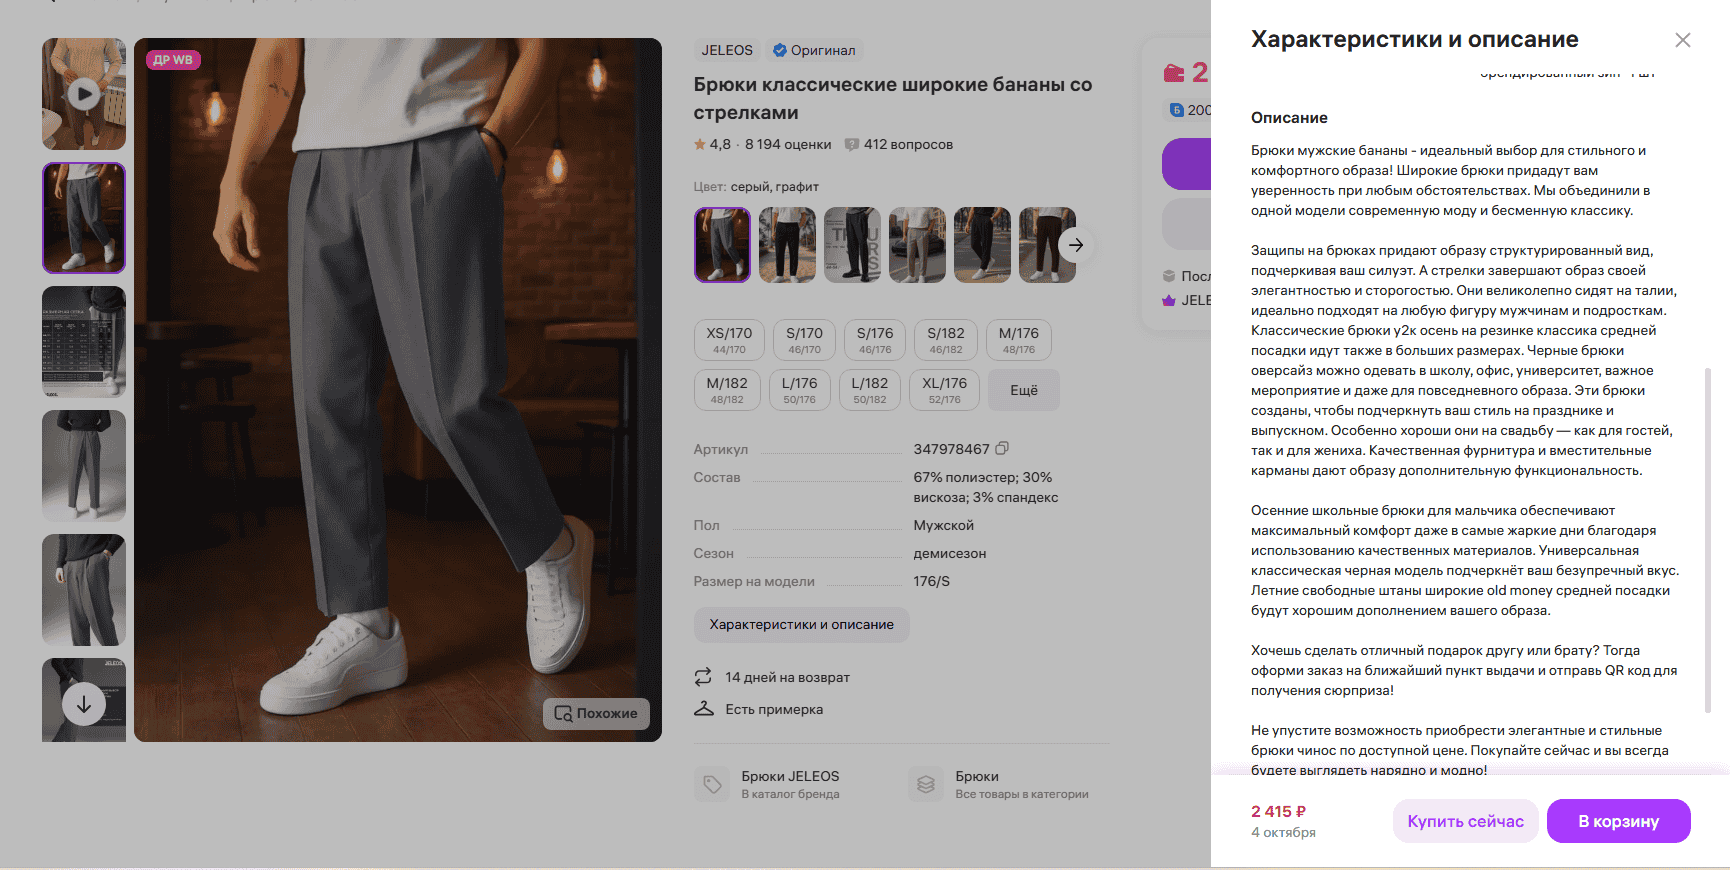 ДР WB
Похожие
JELEOS
Оригинал
Брюки классические широкие бананы со
стрелками
4,8 · 8 194 оценки
412 вопросов
Цвет: серый, графит
XS/170
44/170
S/170
46/170
S/176
46/176
S/182
46/182
M/176
48/176
M/182
48/182
L/176
50/176
L/182
50/182
XL/176
52/176
Ещё
Артикул 347978467
Состав 67% полиэстер; 30%
вискоза; 3% спандекс
Пол Мужской
Сезон демисезон
Размер на модели 176/S
Характеристики и описание
14 дней на возврат
Есть примерка
Брюки JELEOS
В каталог бренда
Брюки
Все товары в категории
2
200
Посл
JELE
Характеристики и описание
Описание
Брюки мужские бананы - идеальный выбор для стильного и
комфортного образа! Широкие брюки придадут вам
уверенность при любым обстоятельствах. Мы объединили в
одной модели современную моду и бесменную классику.
Защипы на брюках придают образу структурированный вид,
подчеркивая ваш силуэт. А стрелки завершают образ своей
элегантностью и сторогостью. Они великолепно сидят на талии,
идеально подходят на любую фигуру мужчинам и подросткам.
Классические брюки у2к осень на резинке классика средней
посадки идут также в больших размерах. Черные брюки
оверсайз можно одевать в школу, офис, университет, важное
мероприятие и даже для повседневного образа. Эти брюки
созданы, чтобы подчеркнуть ваш стиль на празднике и
выпускном. Особенно хороши они на свадьбу — как для гостей,
так и для жениха. Качественная фурнитура и вместительные
карманы дают образу дополнительную функциональность.
Осенние школьные брюки для мальчика обеспечивают
максимальный комфорт даже в самые жаркие дни благодаря
использованию качественных материалов. Универсальная
классическая черная модель подчеркнёт ваш безупречный вкус.
Летние свободные штаны широкие old money средней посадки
будут хорошим дополнением вашего образа.
Хочешь сделать отличный подарок другу или брату? Тогда
оформи заказ на ближайший пункт выдачи и отправь QR код для
получения сюрприза!
Не упустите возможность приобрести элегантные и стильные
брюки чинос по доступной цене. Покупайте сейчас и вы всегда
будете выглядеть нарядно и модно!
2 415 ₽
4 октября
Купить сейчас
В корзину